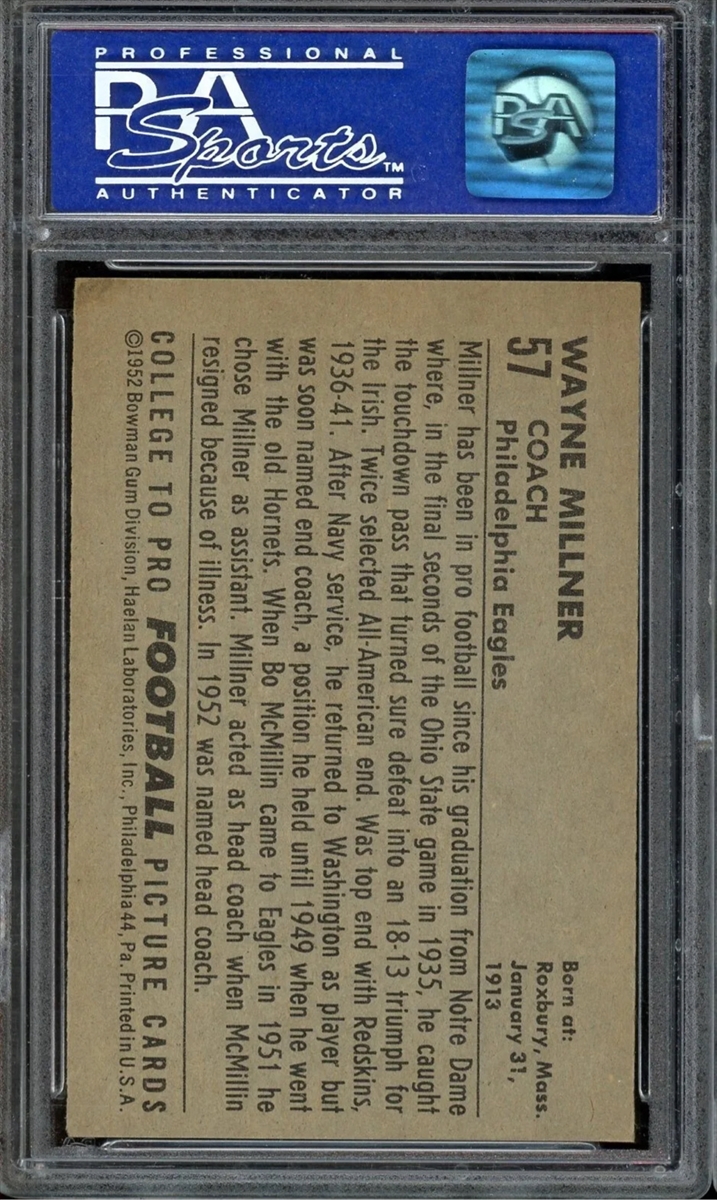 PROFESSIONAL
PSA
Sports™
AUTHENTICATOR
PSA
WAYNE MILLNER
57 COACH
Philadelphia Eagles
Born at:
Roxbury, Mass.
January 31,
1913
Millner has been in pro football since his graduation from Notre Dame
where, in the final seconds of the Ohio State game in 1935, he caught
the touchdown pass that turned sure defeat into an 18-13 triumph for
the Irish. Twice selected All-American end. Was top end with Redskins,
1936-41. After Navy service, he returned to Washington as player but
was soon named end coach, a position he held until 1949 when he went
with the old Hornets. When Bo McMillin came to Eagles in 1951 he
chose Millner as assistant. Millner acted as head coach when McMillin
resigned because of illness. In 1952 was named head coach.
COLLEGE TO PRO FOOTBALL PICTURE CARDS
©1952 Bowman Gum Division, Haelan Laboratories, Inc., Philadelphia 44, Pa. Printed in U.S.A.